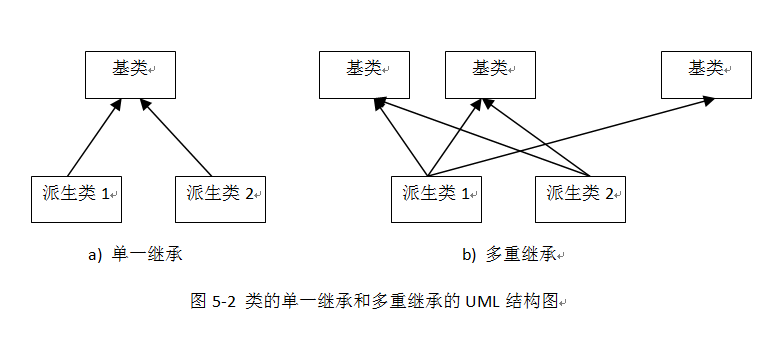 基类 基类 基类 基类
派生类 1 派生类 2 派生类 1 派生类 2
a) 单一继承 b) 多重继承
图 5-2 类的单一继承和多重继承的 UML 结构图